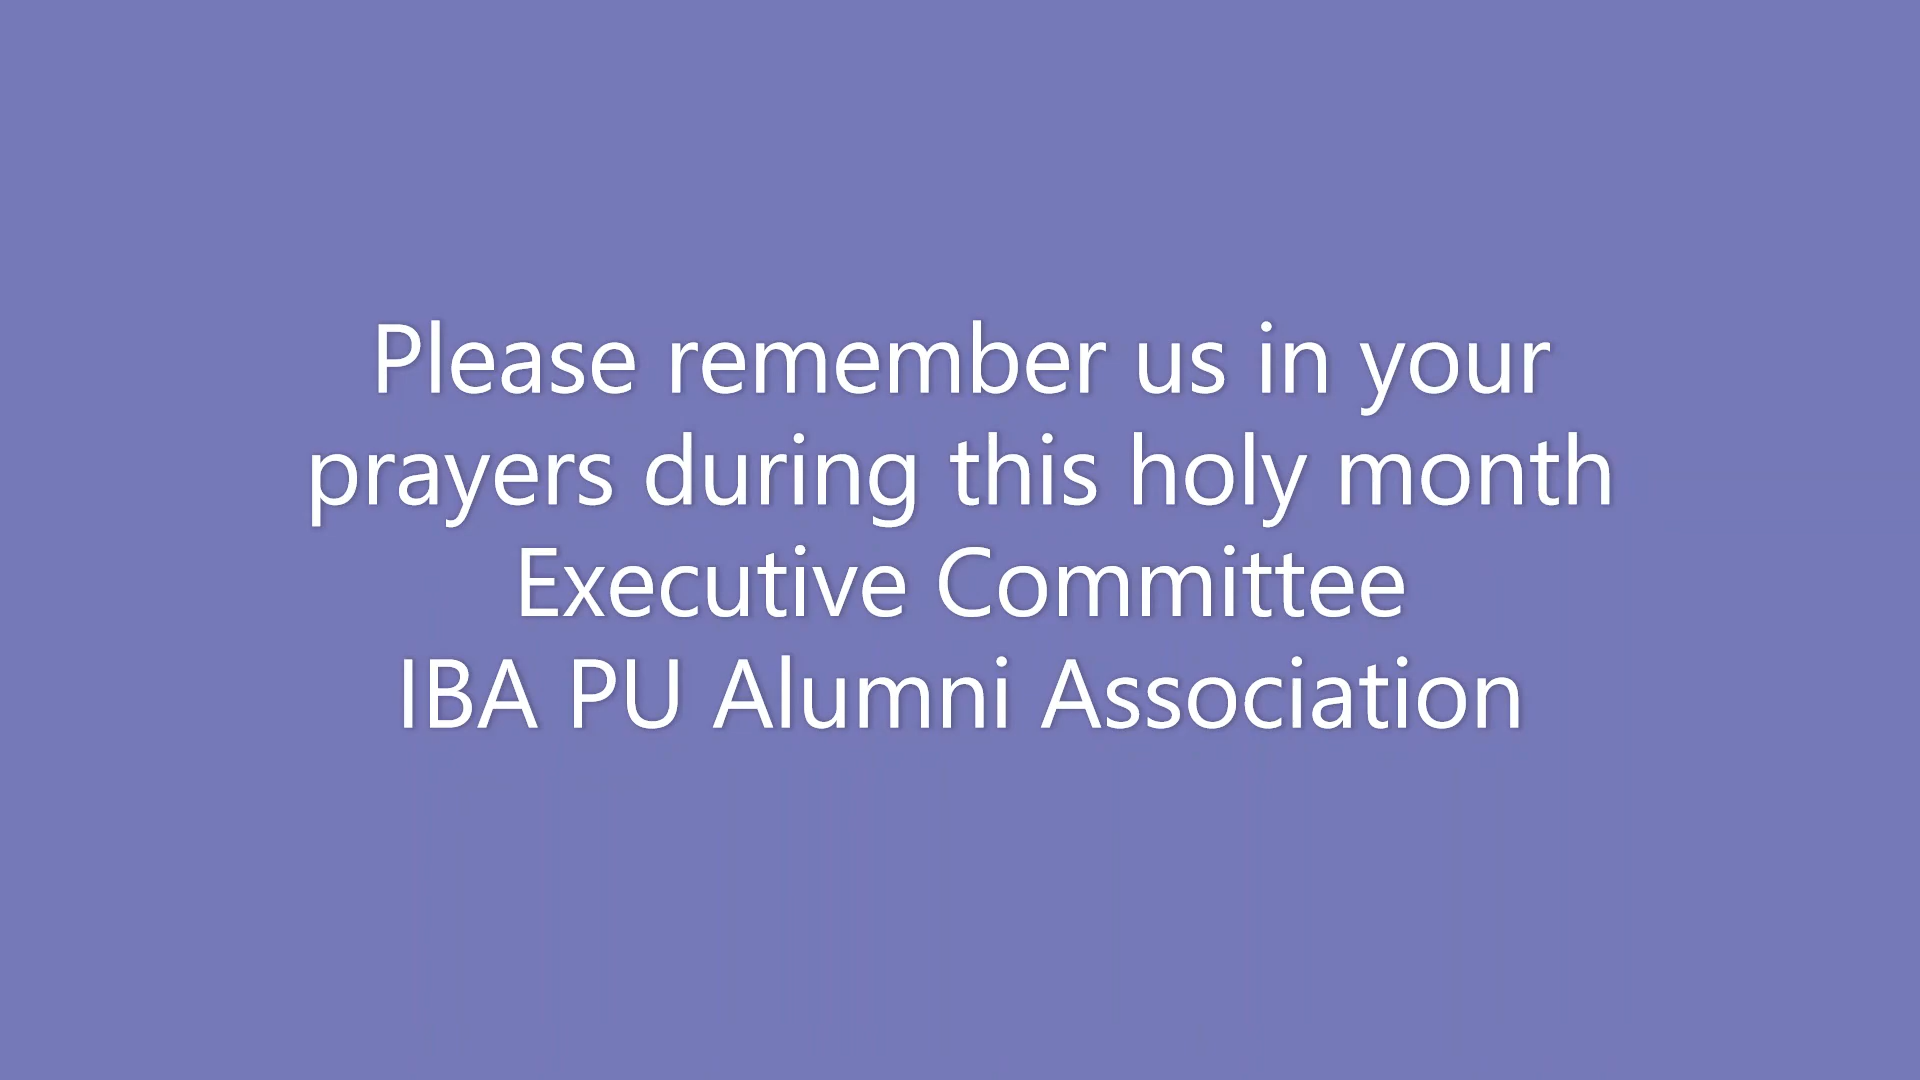 Please remember us in your
prayers during this holy month
Executive Committee
IBA PU Alumni Association